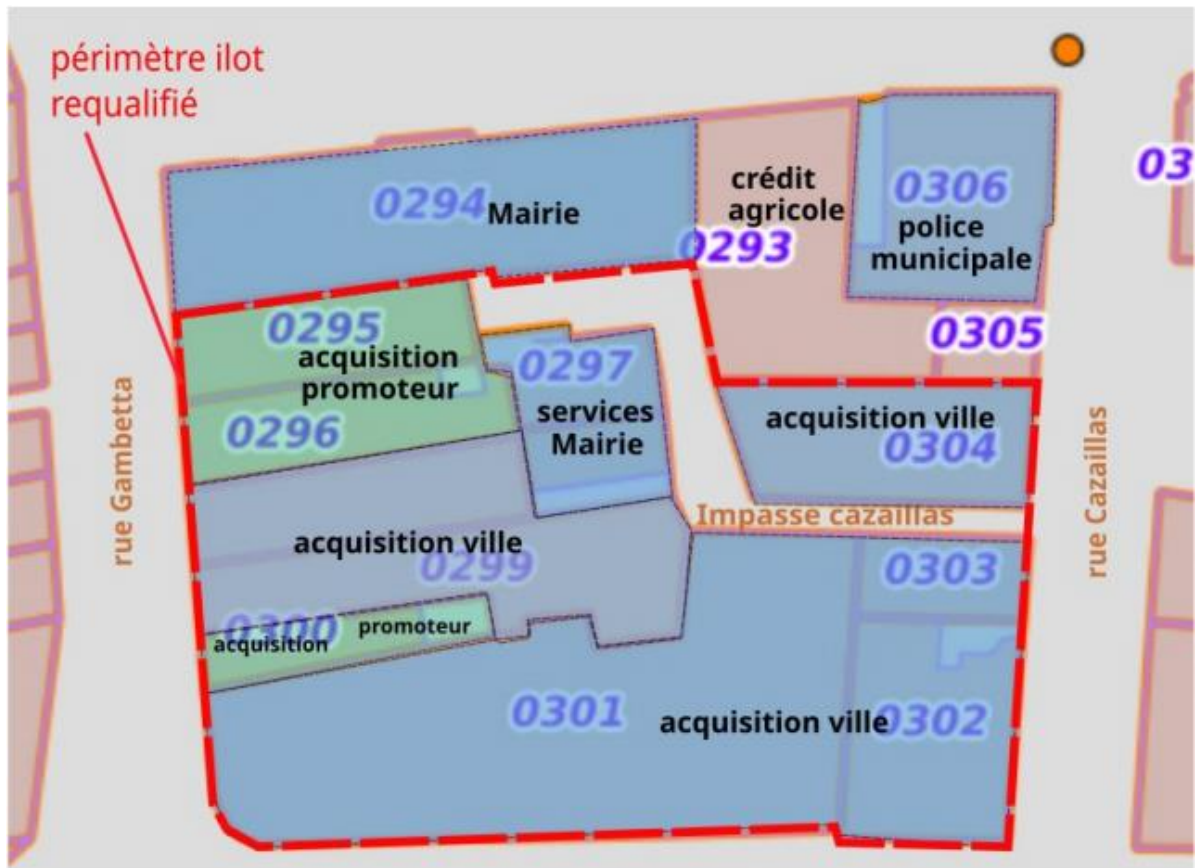 périmètre ilot
requalifié
03
crédit
agricole
0306
0294
Mairie
police
municipale
0293
0295
0305
acquisition
promoteur
0297
0296
services
Mairie
acquisition ville
0304
rue Gambetta
rue Cazaillas
Impasse cazaillas
acquisition ville
0299
0303
0300
promoteur
acquisition
0301
acquisition ville
0302